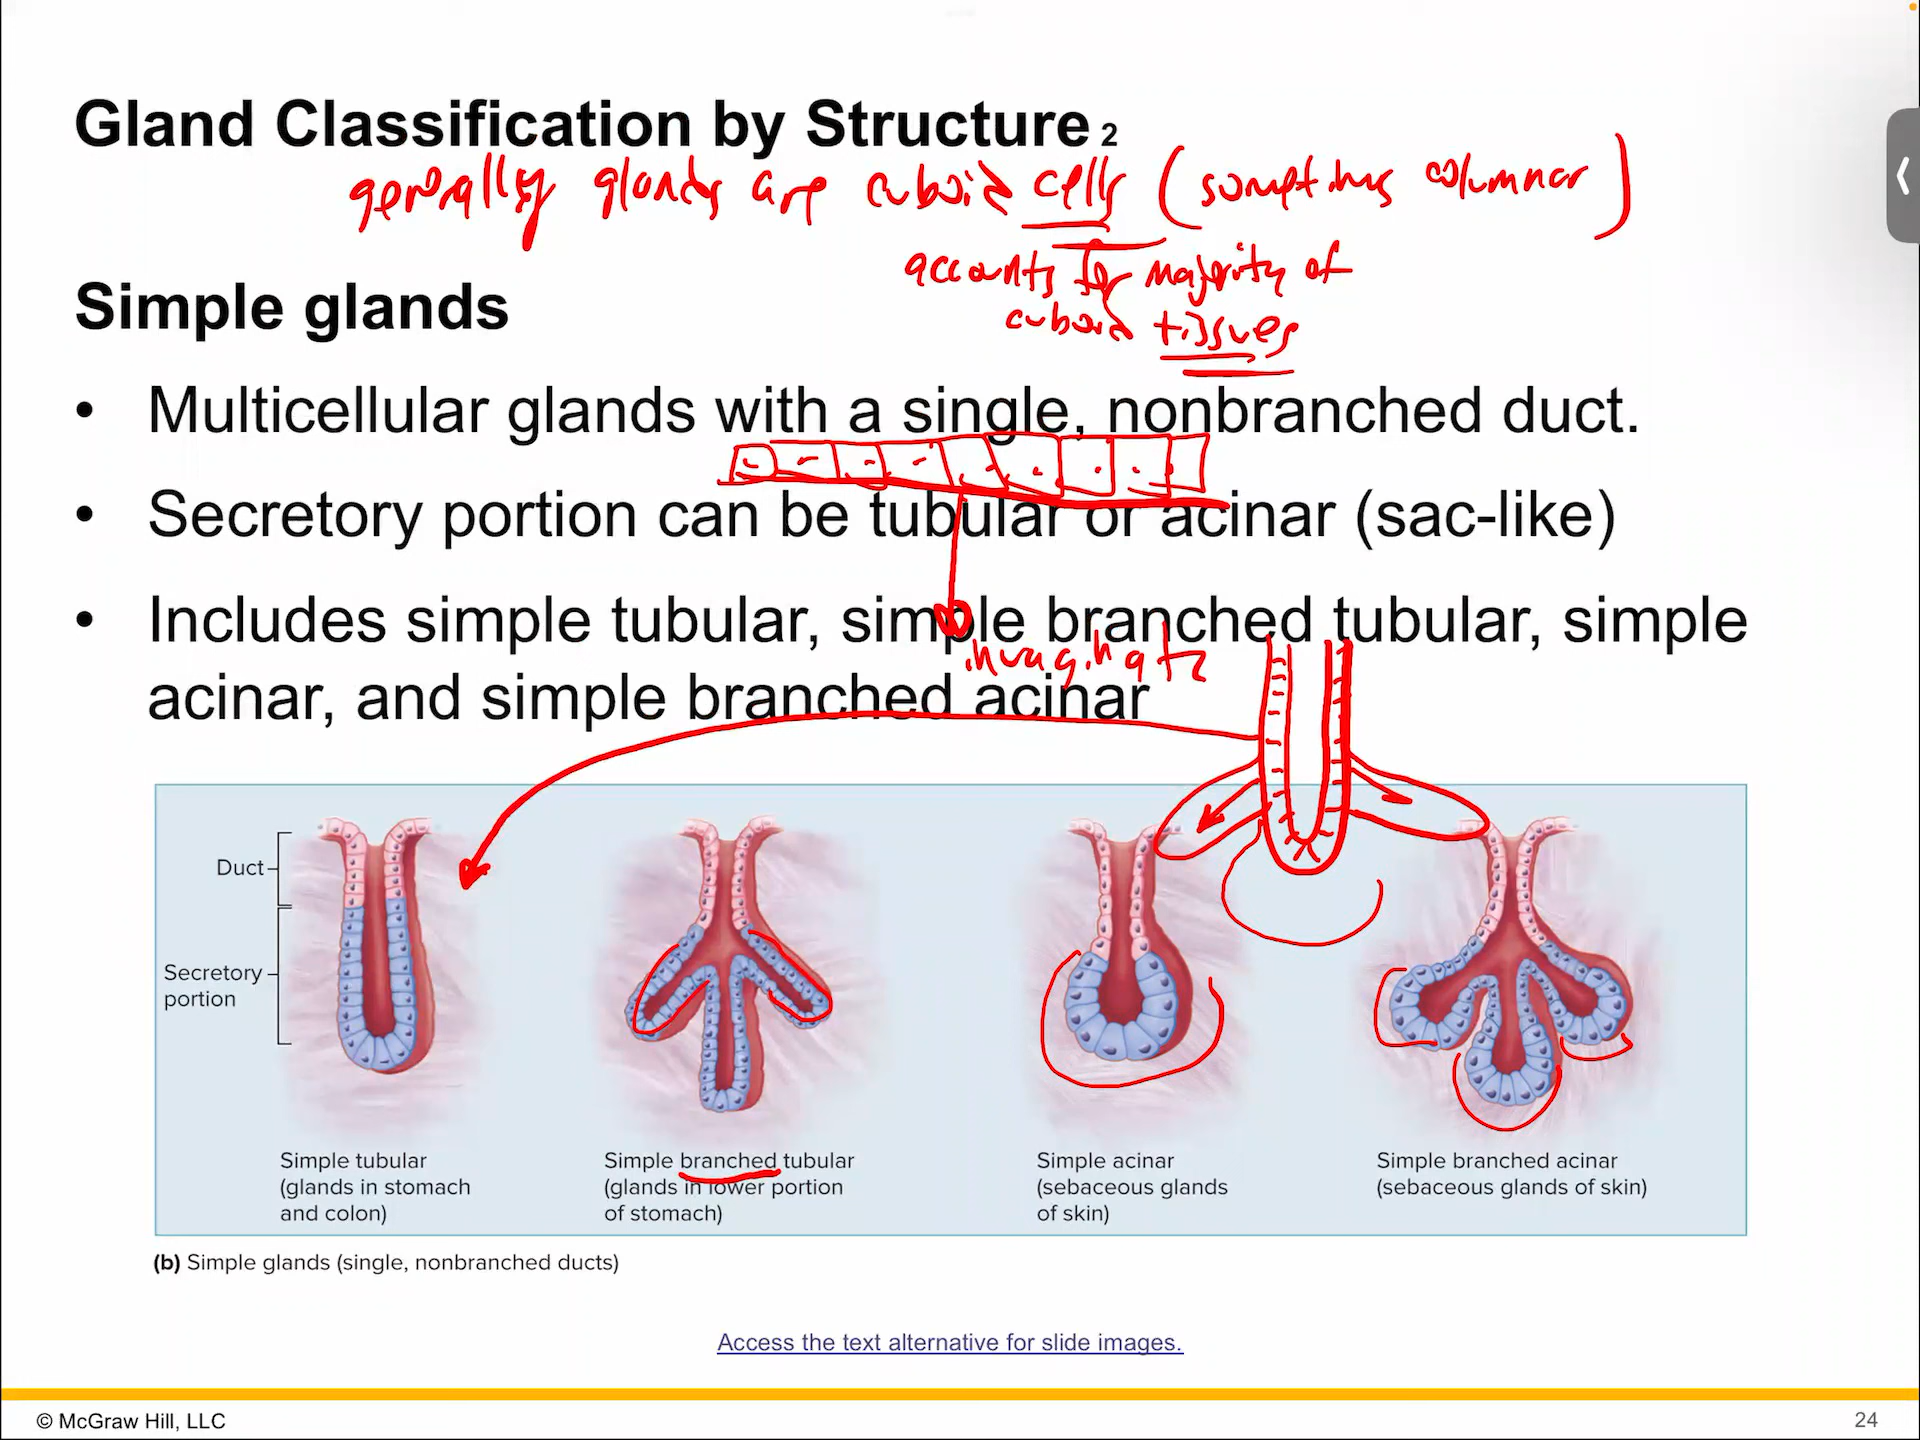 Gland Classification by Structure 2
generally glands are cuboid cells (sometimes columnar)
accounts for majority of
cuboid tissues
Simple glands
• Multicellular glands with a single, nonbranched duct.
• Secretory portion can be tubular or acinar (sac-like)
• Includes simple tubular, simple branched tubular, simple
invaginate
acinar, and simple branched acinar
Duct
Secretory
portion
Simple tubular
(glands in stomach
and colon)
Simple branched tubular
(glands in lower portion
of stomach)
Simple acinar
(sebaceous glands
of skin)
Simple branched acinar
(sebaceous glands of skin)
(b) Simple glands (single, nonbranched ducts)
Access the text alternative for slide images.
© McGraw Hill, LLC
24